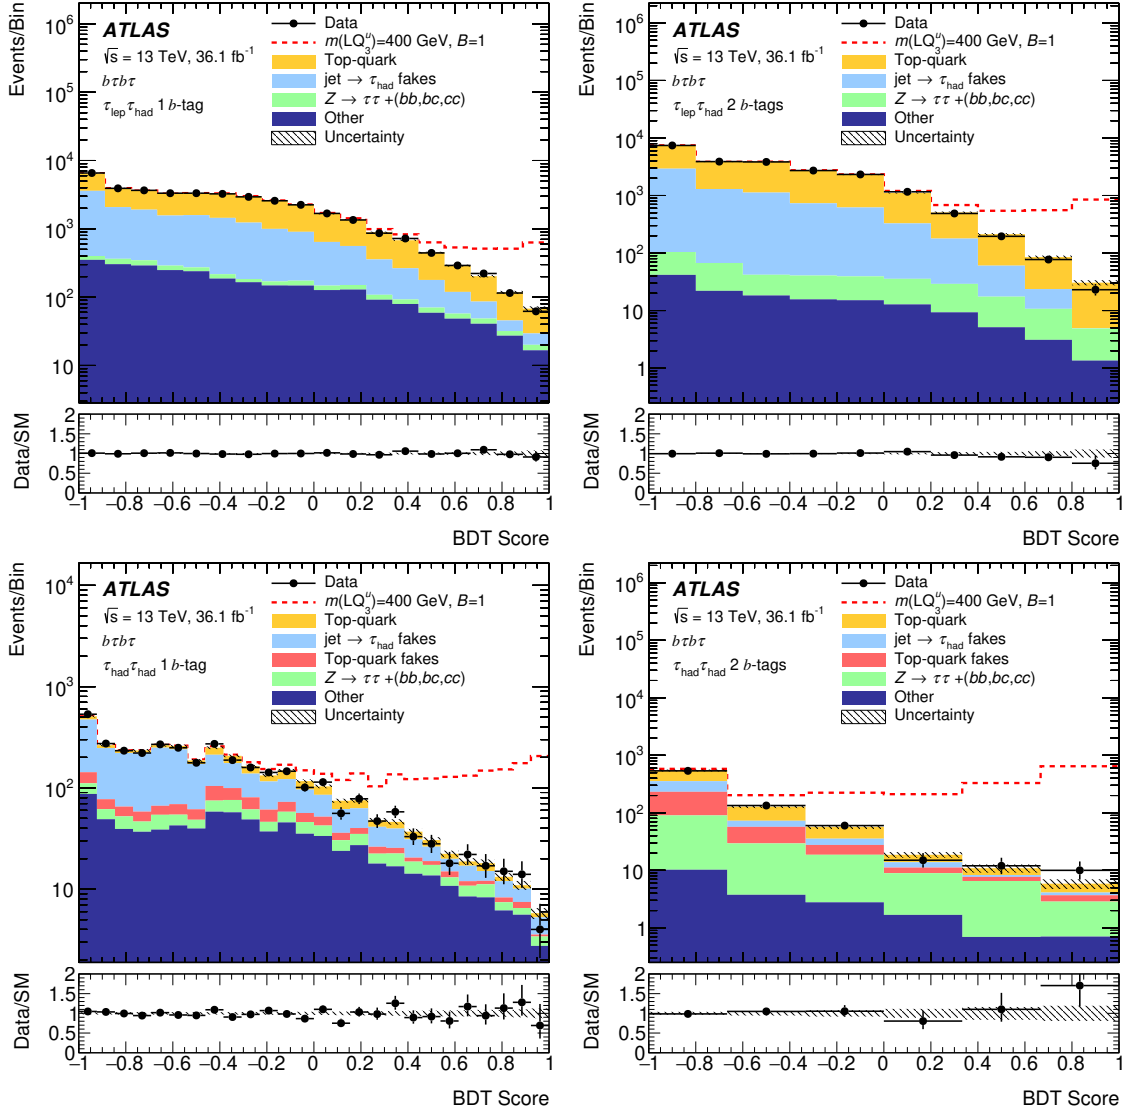 Events/Bin
10⁶
10⁵
10⁴
10³
10²
10
ATLAS
√s = 13 TeV, 36.1 fb⁻¹
bτbτ
τ_lep τ_had 1 b-tag
Data
m(LQ₃ᵘ)=400 GeV, B=1
Top-quark
jet → τ_had fakes
Z → ττ +(bb,bc,cc)
Other
Uncertainty
Data/SM
2
1.5
1
0.5
0
−1 −0.8 −0.6 −0.4 −0.2 0 0.2 0.4 0.6 0.8 1
BDT Score
Events/Bin
10⁶
10⁵
10⁴
10³
10²
10
1
ATLAS
√s = 13 TeV, 36.1 fb⁻¹
bτbτ
τ_lep τ_had 2 b-tags
Data
m(LQ₃ᵘ)=400 GeV, B=1
Top-quark
jet → τ_had fakes
Z → ττ +(bb,bc,cc)
Other
Uncertainty
Data/SM
2
1.5
1
0.5
0
−1 −0.8 −0.6 −0.4 −0.2 0 0.2 0.4 0.6 0.8 1
BDT Score
Events/Bin
10⁴
10³
10²
10
ATLAS
√s = 13 TeV, 36.1 fb⁻¹
bτbτ
τ_had τ_had 1 b-tag
Data
m(LQ₃ᵘ)=400 GeV, B=1
Top-quark
jet → τ_had fakes
Top-quark fakes
Z → ττ +(bb,bc,cc)
Other
Uncertainty
Data/SM
2
1.5
1
0.5
0
−1 −0.8 −0.6 −0.4 −0.2 0 0.2 0.4 0.6 0.8 1
BDT Score
Events/Bin
10⁶
10⁵
10⁴
10³
10²
10
1
ATLAS
√s = 13 TeV, 36.1 fb⁻¹
bτbτ
τ_had τ_had 2 b-tags
Data
m(LQ₃ᵘ)=400 GeV, B=1
Top-quark
jet → τ_had fakes
Top-quark fakes
Z → ττ +(bb,bc,cc)
Other
Uncertainty
Data/SM
2
1.5
1
0.5
0
−1 −0.8 −0.6 −0.4 −0.2 0 0.2 0.4 0.6 0.8 1
BDT Score